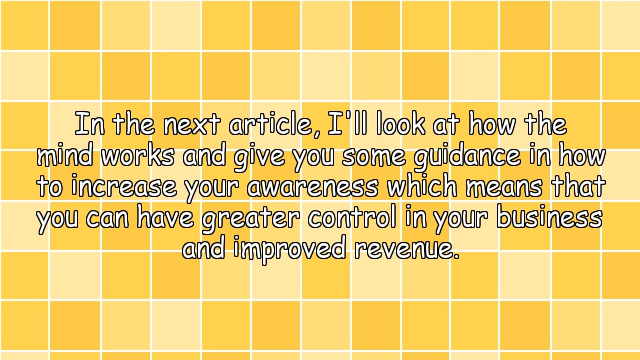 In the next article, I'll look at how the
mind works and give you some guidance in how
to increase your awareness which means that
you can have greater control in your business
and improved revenue.